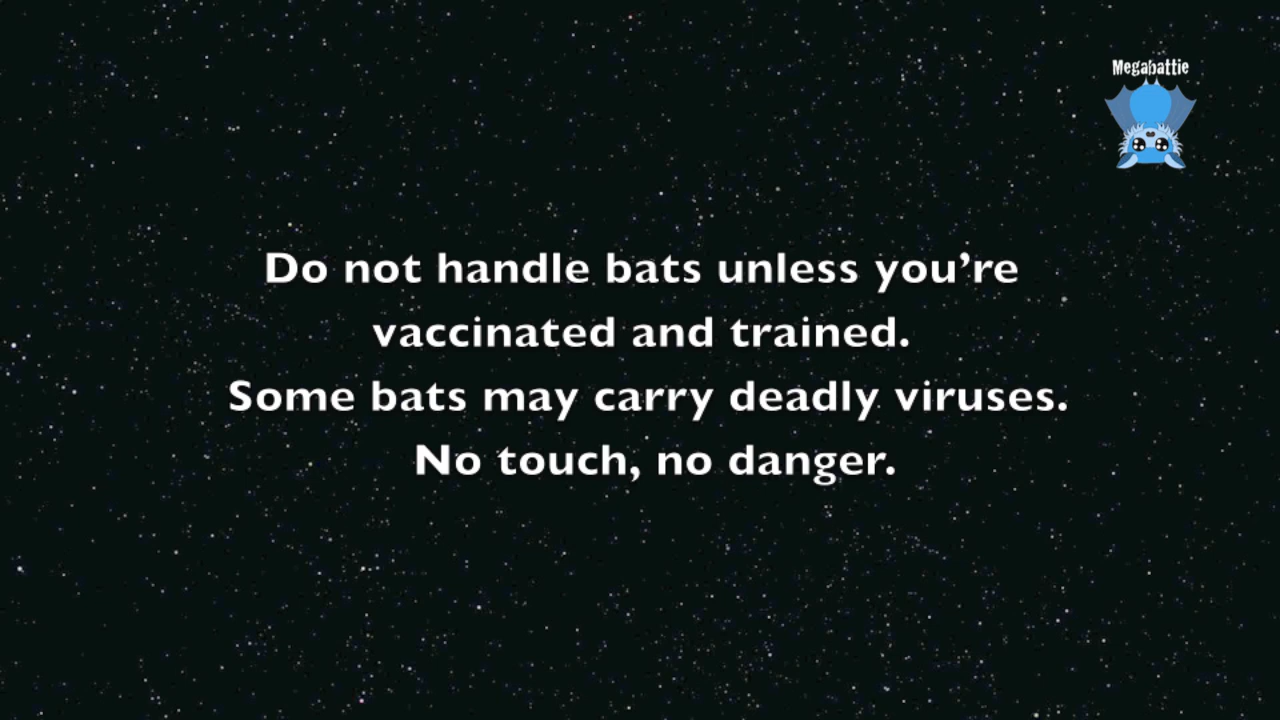 Megabattie
Do not handle bats unless you’re
vaccinated and trained.
Some bats may carry deadly viruses.
No touch, no danger.